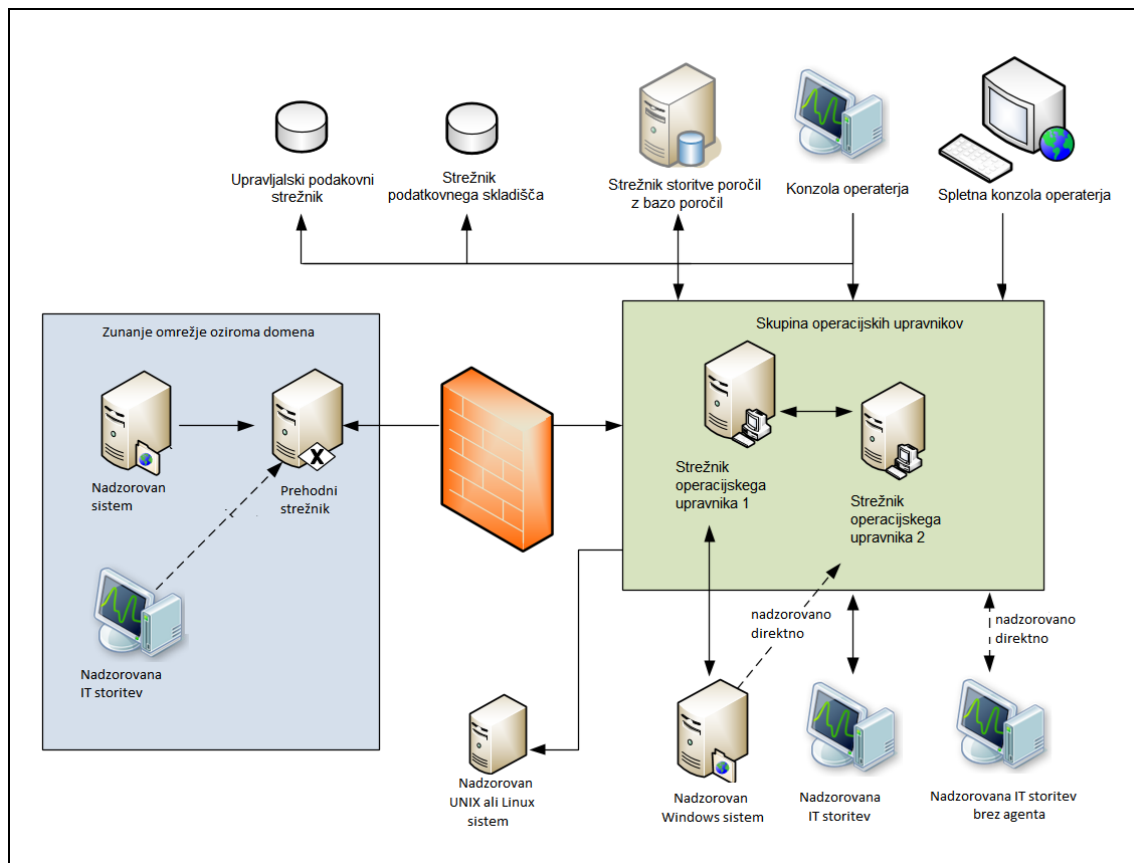 Upravljalski podakovni
strežnik
Strežnik
podatkovnega skladišča
Strežnik storitve poročil
z bazo poročil
Konzola operaterja
Spletna konzola operaterja
Zunanje omrežje oziroma domena
Skupina operacijskih upravnikov
Nadzorovan
sistem
X
Prehodni
strežnik
Strežnik
operacijskega
upravnika 1
Strežnik
operacijskega
upravnika 2
Nadzorovana
IT storitev
nadzorovano
direktno
nadzorovano
direktno
Nadzorovan
UNIX ali Linux
sistem
Nadzorovan
Windows sistem
Nadzorovana
IT storitev
Nadzorovana IT storitev
brez agenta